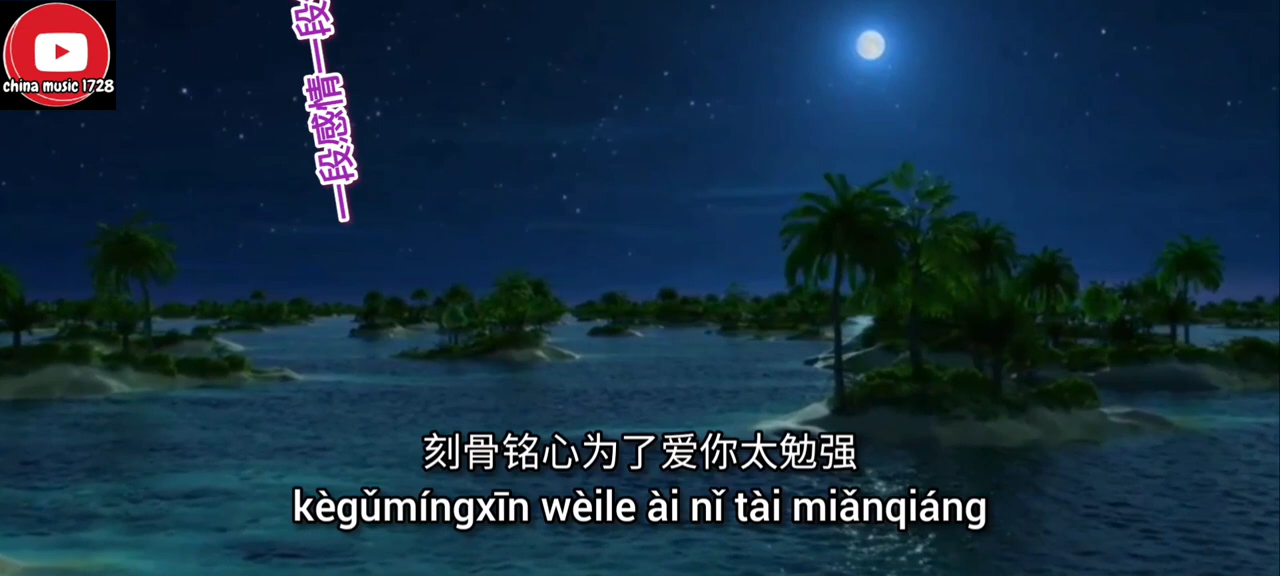 china music 1728
一段感情一段
刻骨铭心为了爱你太勉强
kègǔmíngxīn wèile ài nǐ tài miǎnqiáng